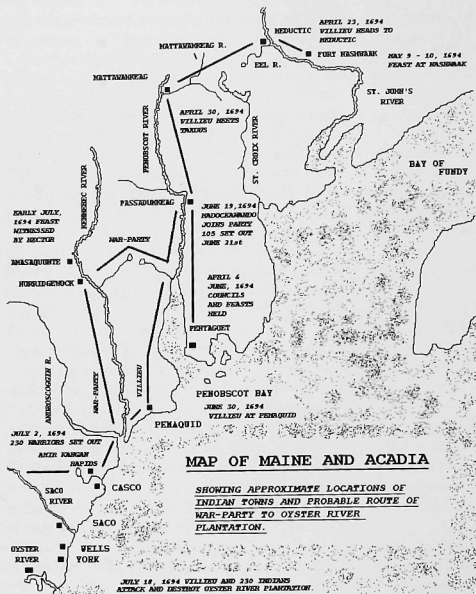 APRIL 23, 1694
VILLIEU HEADS TO
MEDUCTIC
MEDUCTIC
FORT NASHWAAK
MAY 9 - 10, 1694
FEAST AT NASHWAAK
MATTAWAMKEAG R.
EEL R.
MATTAWAMKEAG
ST. JOHN'S
RIVER
APRIL 30, 1694
VILLIEU MEETS
TAXOUS
PENOBSCOT RIVER
ST. CROIX RIVER
BAY OF
FUNDY
KENNEBEC RIVER
PASSADUMKEAG
JUNE 19, 1694
MADOCKAWANDO
JOINS PARTY
105 SET OUT
JUNE 21st
EARLY JULY,
1694 FEAST
WITNESSED
BY HECTOR
WAR-PARTY
AMASAQUONTE
NORRIDGEWOCK
APRIL &
JUNE, 1694
COUNCILS
AND FEASTS
HELD
PENTAGUET
ANDROSCOGGIN R.
WAR-PARTY
VILLIEU
PENOBSCOT BAY
JUNE 30, 1694
VILLIEU AT PEMAQUID
PEMAQUID
JULY 2, 1694
230 WARRIORS SET OUT
AMIR KANGAN
RAPIDS
CASCO
SACO
RIVER
SACO
OYSTER
RIVER
WELLS
YORK
MAP OF MAINE AND ACADIA
SHOWING APPROXIMATE LOCATIONS OF
INDIAN TOWNS AND PROBABLE ROUTE OF
WAR-PARTY TO OYSTER RIVER
PLANTATION.
JULY 18, 1694 VILLIEU AND 230 INDIANS
ATTACK AND DESTROY OYSTER RIVER PLANTATION.